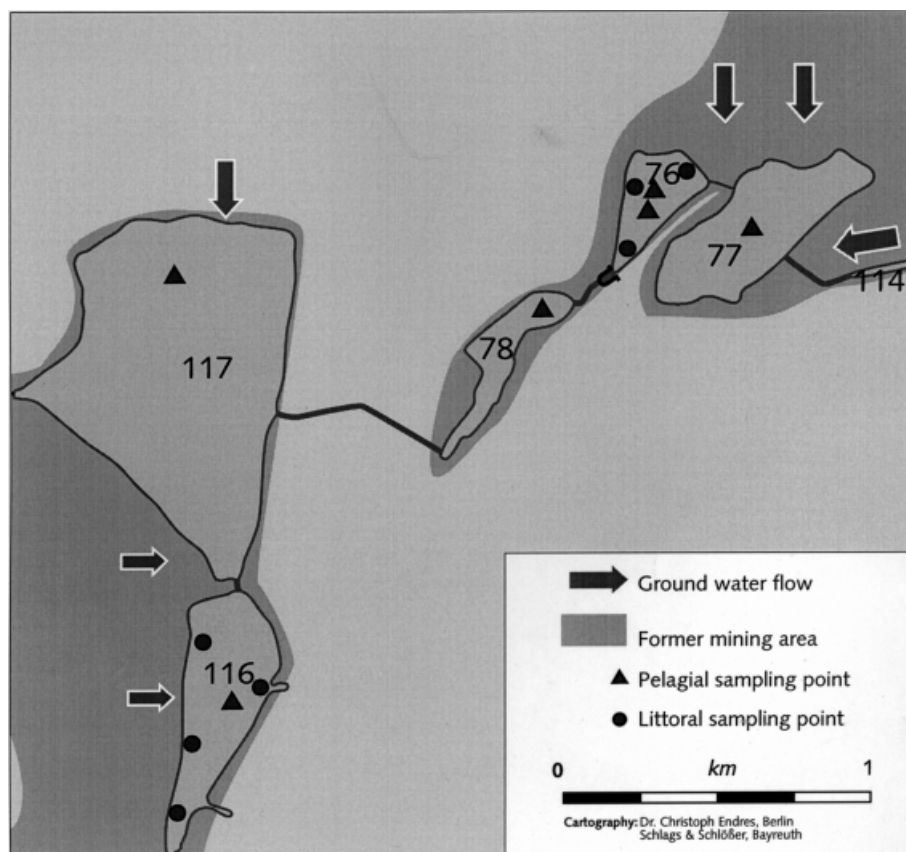 76
77
114
78
117
116
Ground water flow
Former mining area
Pelagial sampling point
Littoral sampling point
0 km 1
Cartography: Dr. Christoph Endres, Berlin
Schlags & Schlößer, Bayreuth